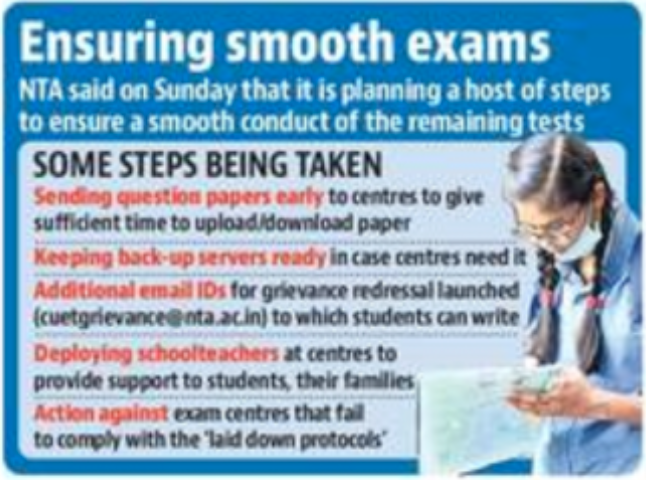 Ensuring smooth exams
NTA said on Sunday that it is planning a host of steps
to ensure a smooth conduct of the remaining tests
SOME STEPS BEING TAKEN
Sending question papers early to centres to give
sufficient time to upload/download paper
Keeping back-up servers ready in case centres need it
Additional email IDs for grievance redressal launched
(cuetgrievance@nta.ac.in) to which students can write
Deploying schoolteachers at centres to
provide support to students, their families
Action against exam centres that fail
to comply with the 'laid down protocols'